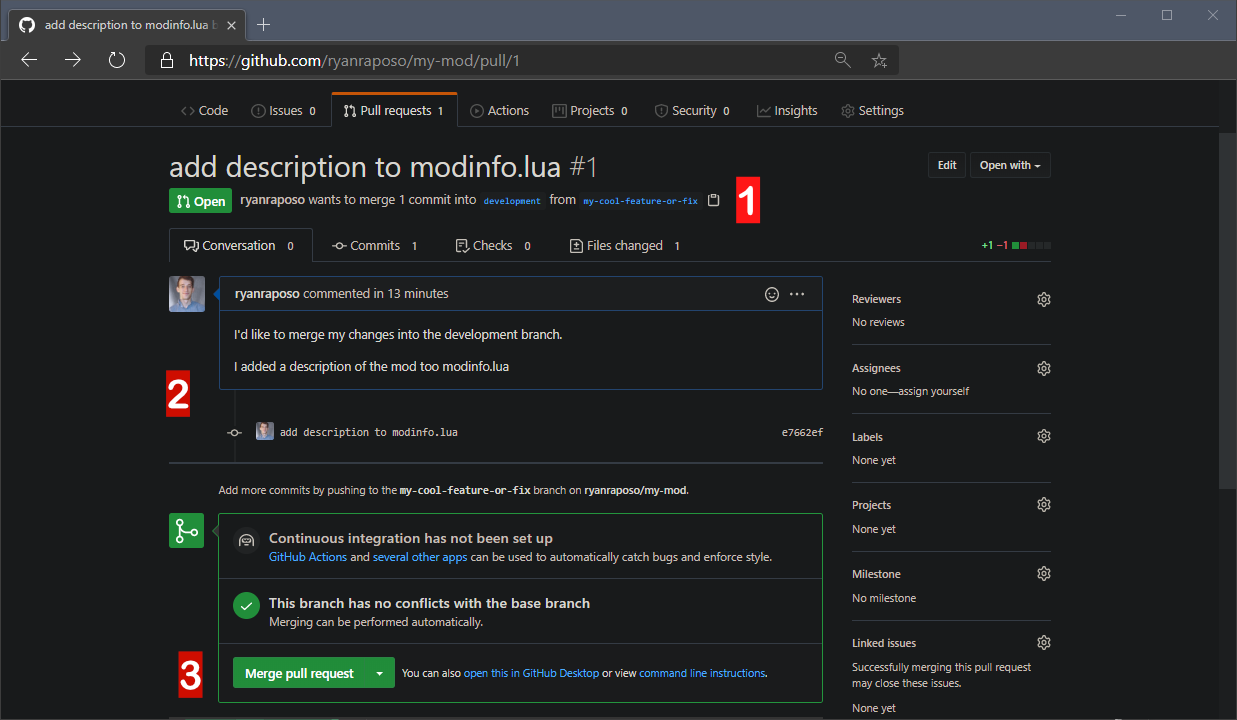 add description to modinfo.lua
https://github.com/ryanraposo/my-mod/pull/1
Code Issues 0 Pull requests 1 Actions Projects 0 Security 0 Insights Settings
add description to modinfo.lua #1
Edit Open with
Open ryanraposo wants to merge 1 commit into development from my-cool-feature-or-fix
1
Conversation 0 Commits 1 Checks 0 Files changed 1
+1 −1
ryanraposo commented in 13 minutes
I'd like to merge my changes into the development branch.
I added a description of the mod too modinfo.lua
2
add description to modinfo.lua e7662ef
Add more commits by pushing to the my-cool-feature-or-fix branch on ryanraposo/my-mod.
Continuous integration has not been set up
GitHub Actions and several other apps can be used to automatically catch bugs and enforce style.
This branch has no conflicts with the base branch
Merging can be performed automatically.
3
Merge pull request You can also open this in GitHub Desktop or view command line instructions.
Reviewers
No reviews
Assignees
No one—assign yourself
Labels
None yet
Projects
None yet
Milestone
No milestone
Linked issues
Successfully merging this pull request
may close these issues.
None yet